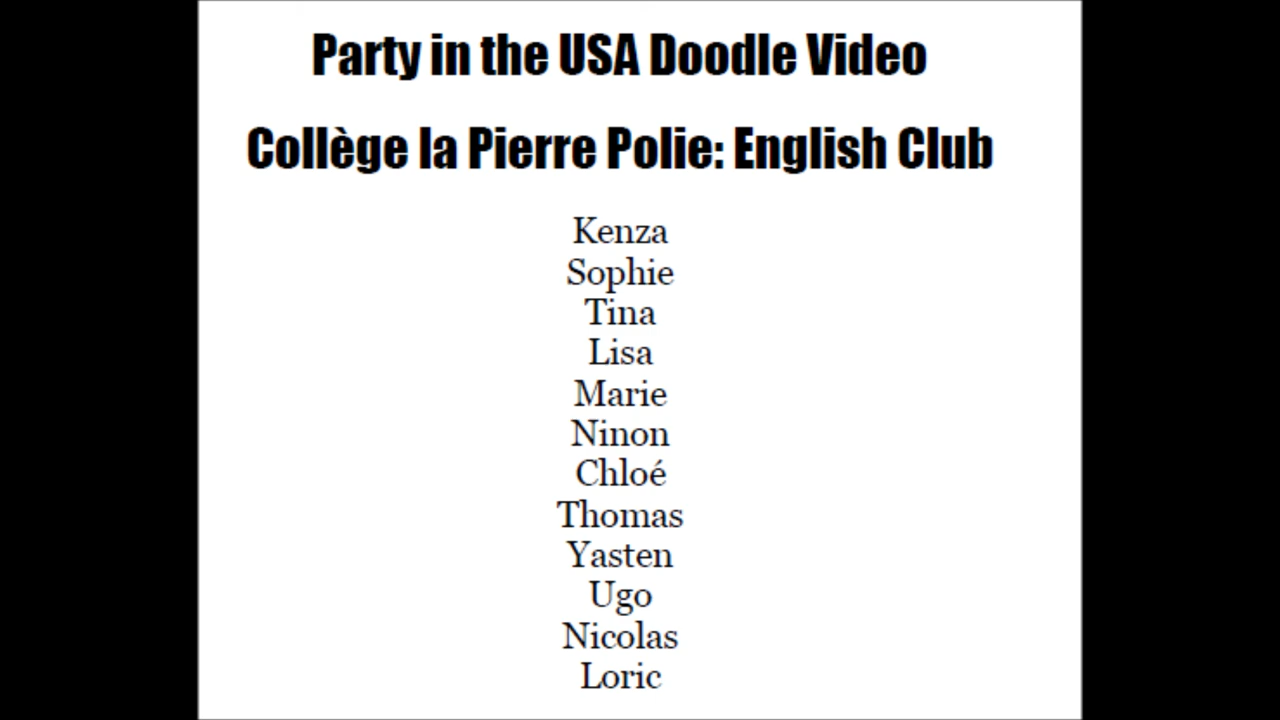 Party in the USA Doodle Video
Collège la Pierre Polie: English Club
Kenza
Sophie
Tina
Lisa
Marie
Ninon
Chloé
Thomas
Yasten
Ugo
Nicolas
Loric